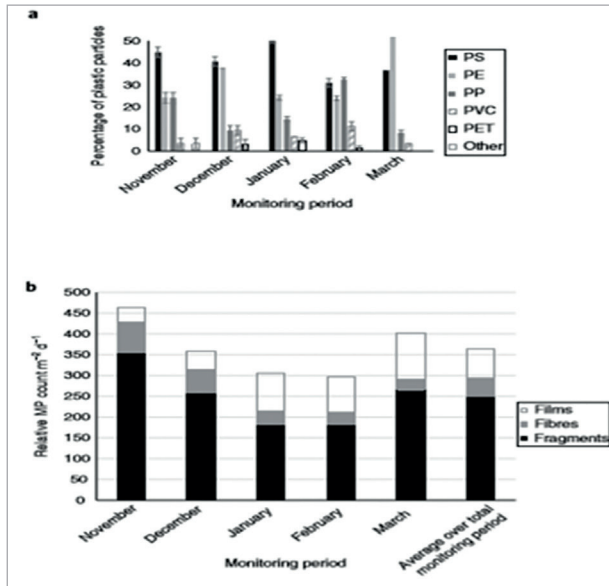 a
50
40
30
20
10
0
Percentage of plastic particles
November
December
January
February
March
Monitoring period
PS
PE
PP
PVC
PET
Other
b
500
450
400
350
300
250
200
150
100
50
0
Relative MP count m⁻² d⁻¹
November
December
January
February
March
Average over total
monitoring period
Monitoring period
Films
Fibres
Fragments